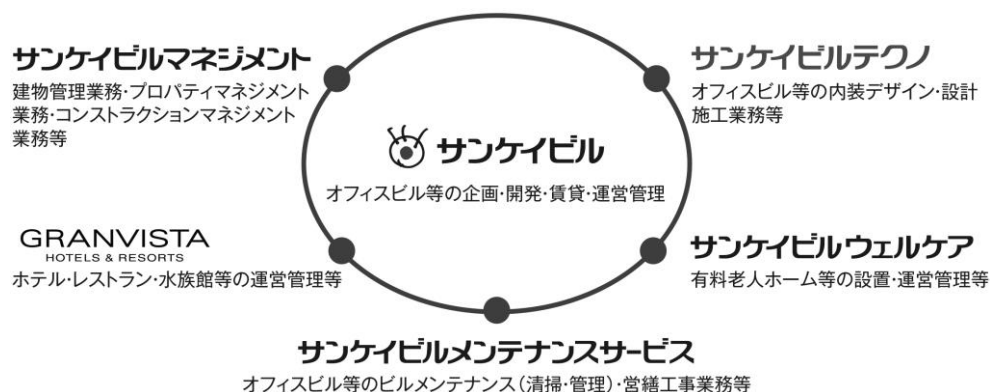 サンケイビルマネジメント
建物管理業務・プロパティマネジメント
業務・コンストラクションマネジメント
業務等
サンケイビルテクノ
オフィスビル等の内装デザイン・設計
施工業務等
サンケイビル
オフィスビル等の企画・開発・賃貸・運営管理
GRANVISTA
HOTELS & RESORTS
ホテル・レストラン・水族館等の運営管理等
サンケイビルウェルケア
有料老人ホーム等の設置・運営管理等
サンケイビルメンテナンスサービス
オフィスビル等のビルメンテナンス（清掃・管理）・営繕工事業務等